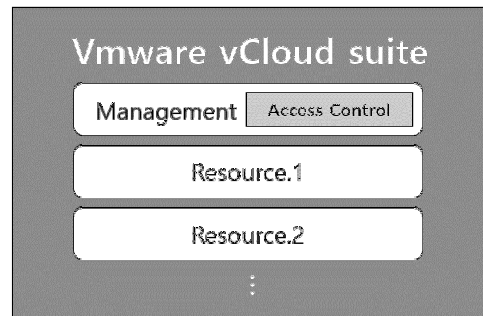 Vmware vCloud suite
Management Access Control
Resource.1
Resource.2
⋮